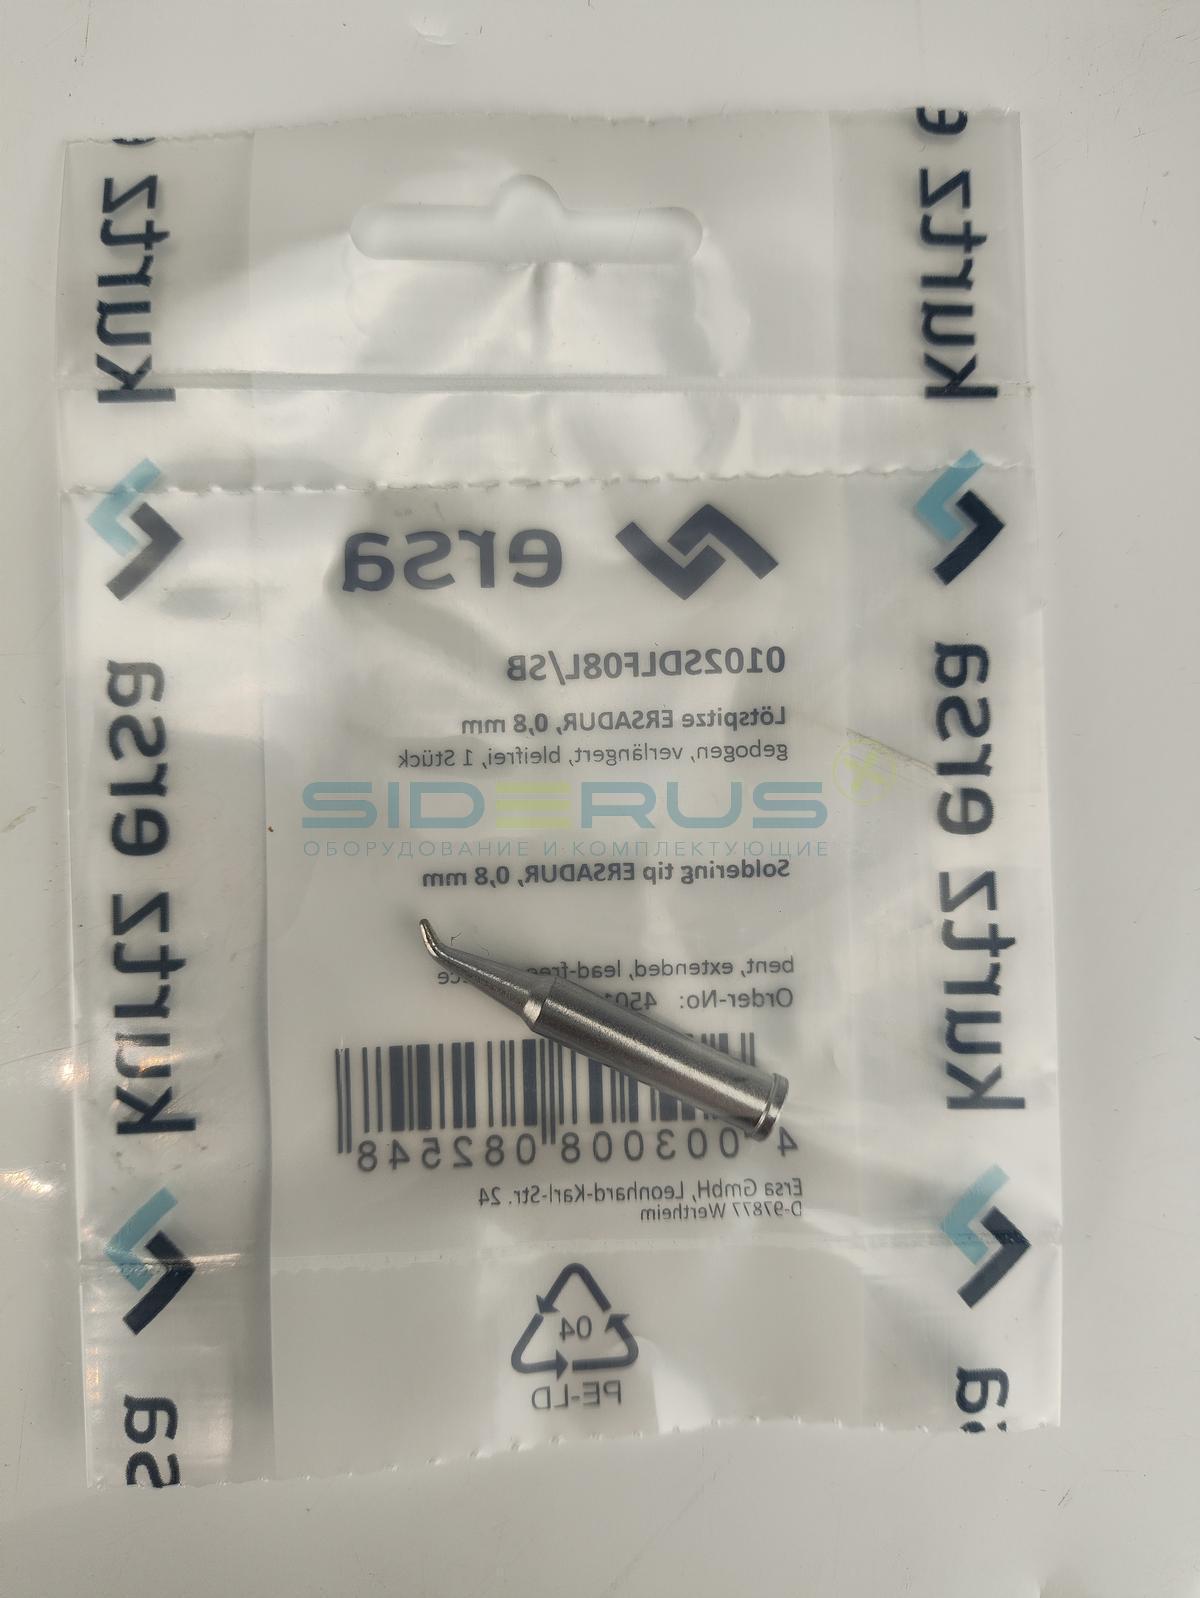 kurtz ersa
kurtz ersa
ersa
0102SDLF08L/SB
Lötspitze ERSADUR, 0,8 mm
gebogen, verlängert, bleifrei, 1 Stück
SIDERUS
ОБОРУДОВАНИЕ И КОМПЛЕКТУЮЩИЕ
Soldering tip ERSADUR, 0,8 mm
bent, extended,
Order-No:
4 003008 082548
Ersa GmbH, Leonhard-Karl-Str. 24
D-97877 Wertheim
04
PE-LD